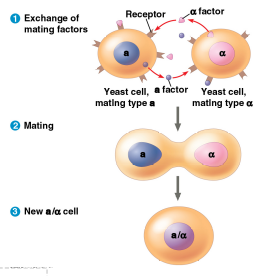 1 Exchange of
mating factors
Receptor
α factor
a
α
Yeast cell,
mating type a
a factor
Yeast cell,
mating type α
2 Mating
a
α
3 New a/α cell
a/α